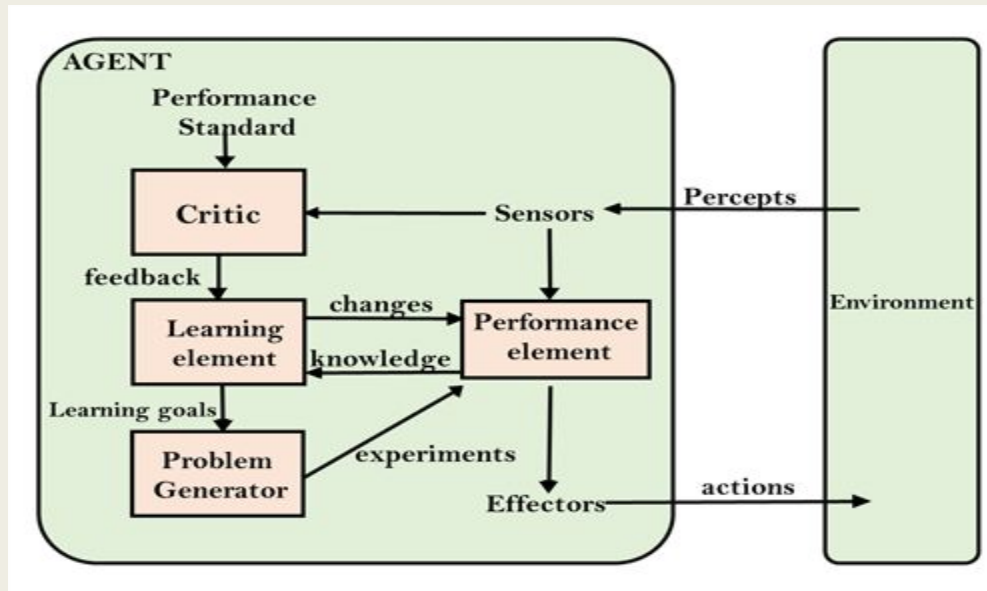 AGENT
Performance
Standard
Critic
Sensors
Percepts
feedback
Environment
changes
Learning
element
Performance
element
knowledge
Learning goals
experiments
Problem
Generator
Effectors
actions